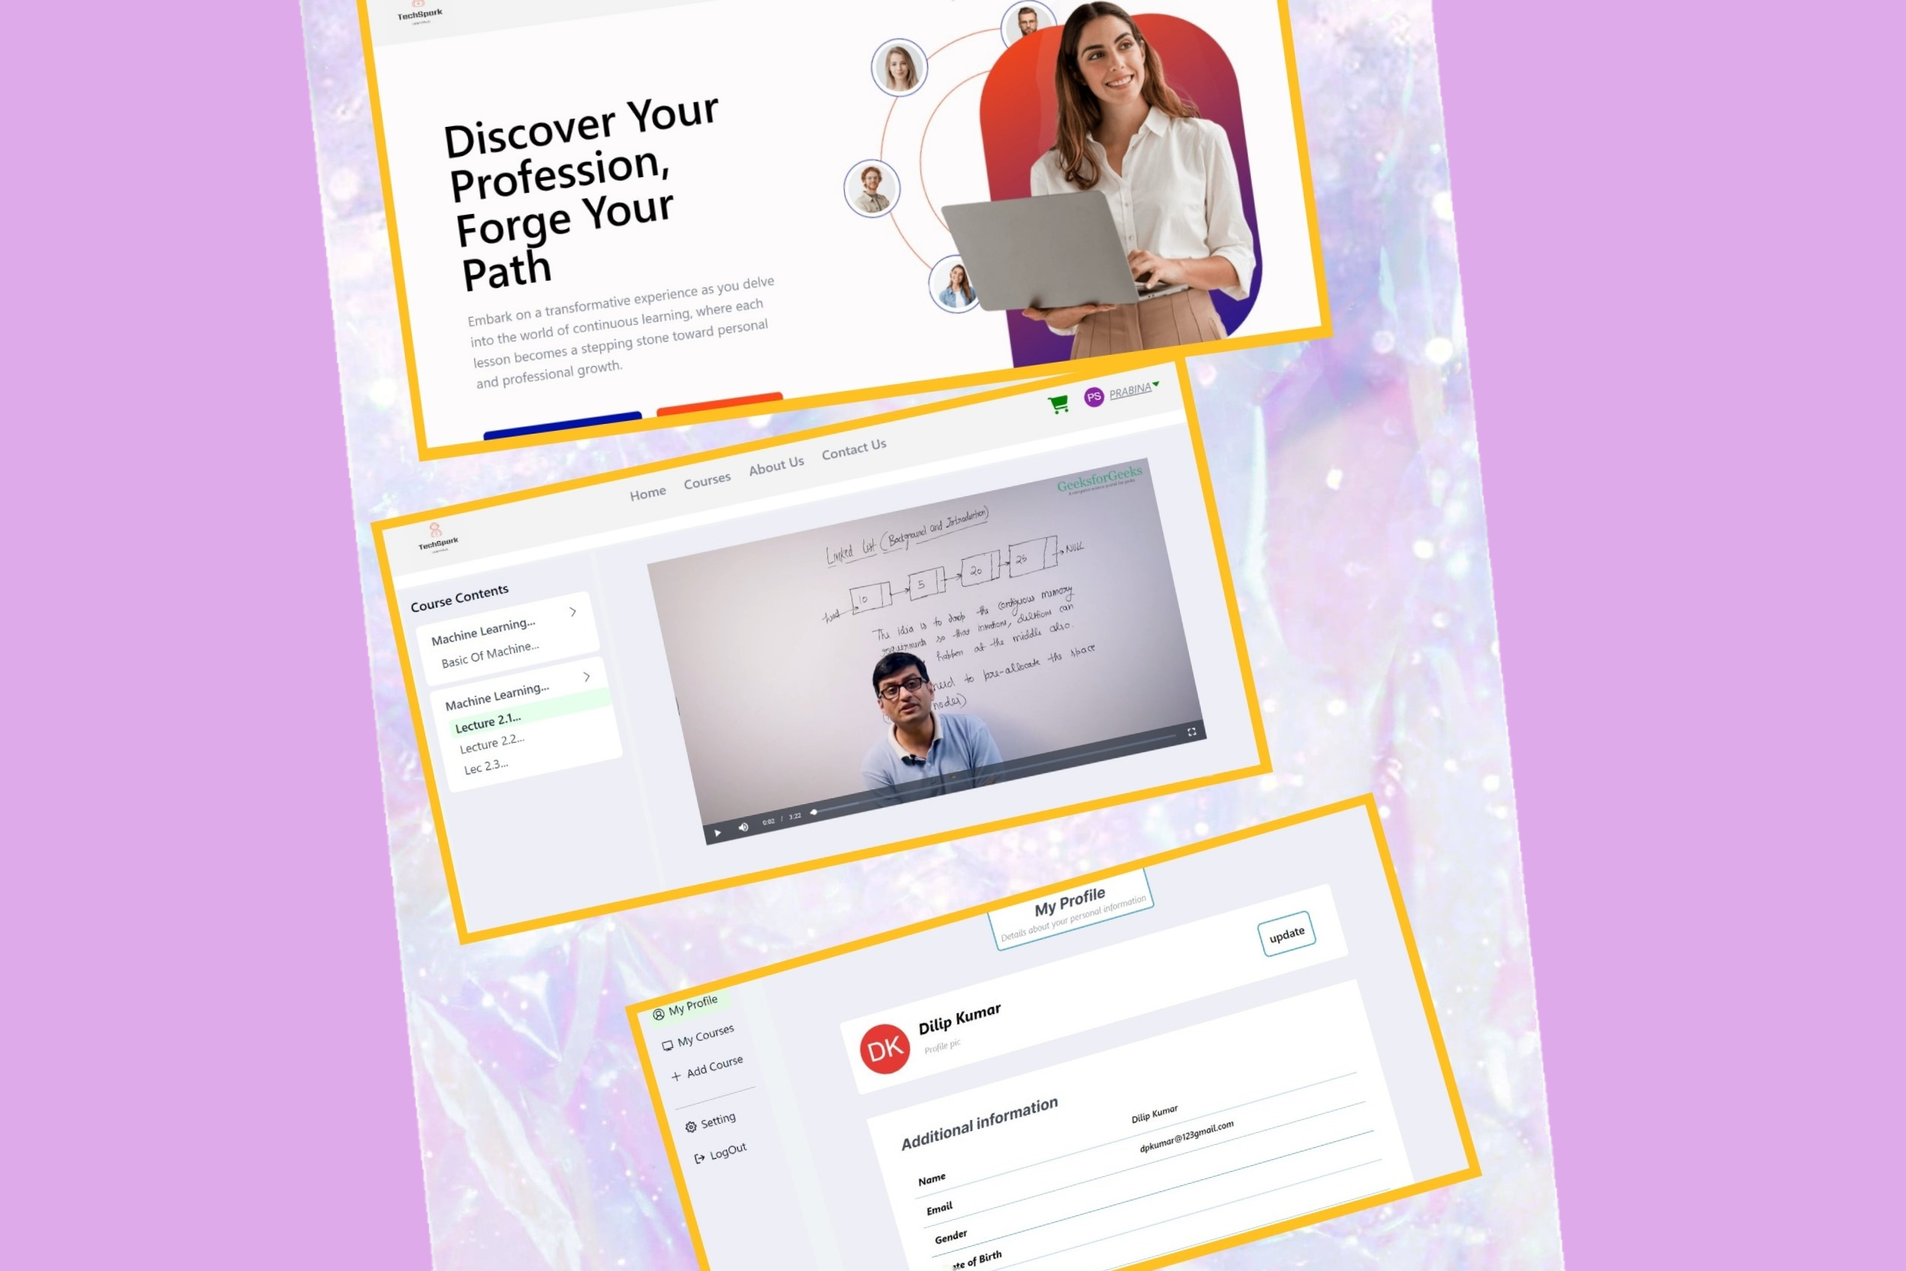 TechSpark
Discover Your
Profession,
Forge Your
Path
Embark on a transformative experience as you delve
into the world of continuous learning, where each
lesson becomes a stepping stone toward personal
and professional growth.
TechSpark
Home
Courses
About Us
Contact Us
PS
PRABINA
Course Contents
Machine Learning...
Basic Of Machine...
Machine Learning...
Lecture 2.1...
Lecture 2.2...
Lec 2.3...
GeeksforGeeks
A computer science portal for geeks
Linked List (Background and Introduction)
head 10 5 20 25 NULL
The idea is to drop the contiguous memory
requirements so that insertions, deletions can
happen at the middle also.
need to pre-allocate the space
nodes)
0:02 / 3:22
My Profile
Details about your personal information
My Profile
My Courses
Add Course
Setting
LogOut
update
DK
Dilip Kumar
Profile pic
Additional information
Name
Dilip Kumar
Email
dpkumar@123gmail.com
Gender
ate of Birth